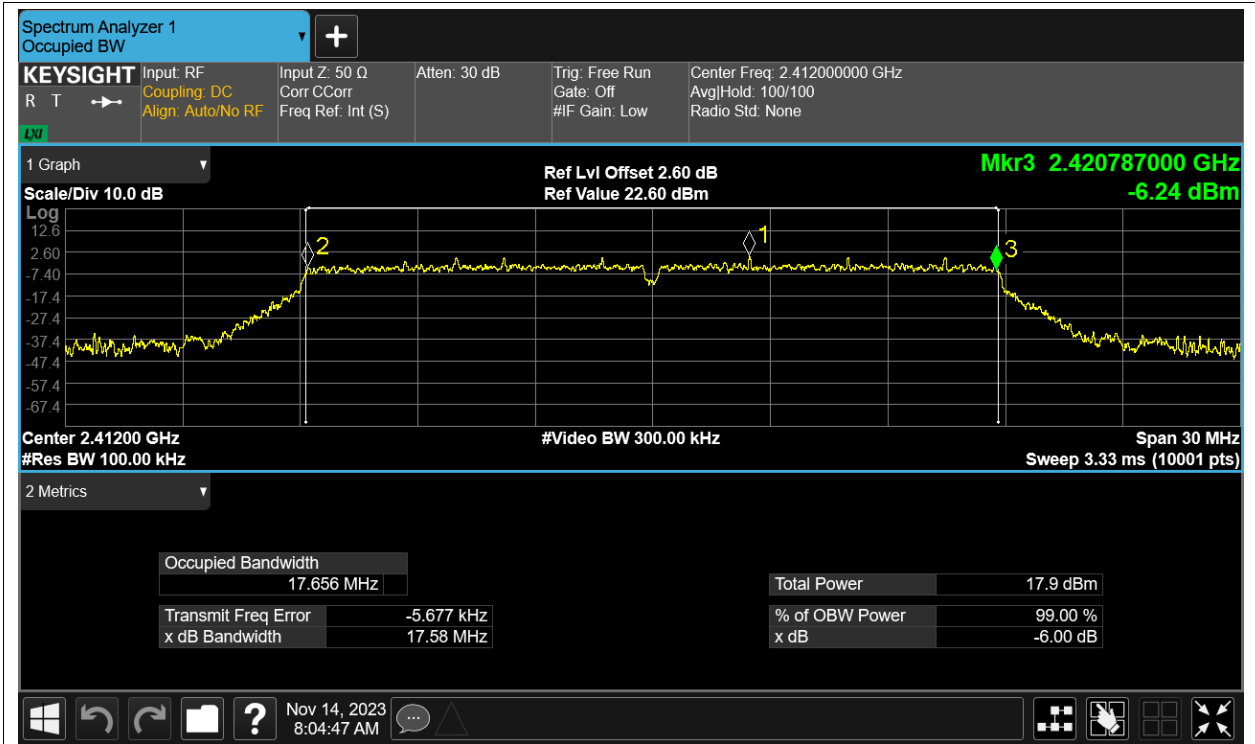 Spectrum Analyzer 1
Occupied BW
+
KEYSIGHT
R T
LXI
Input: RF
Coupling: DC
Align: Auto/No RF
Input Z: 50 Ω
Corr CCorr
Freq Ref: Int (S)
Atten: 30 dB
Trig: Free Run
Gate: Off
#IF Gain: Low
Center Freq: 2.412000000 GHz
Avg|Hold: 100/100
Radio Std: None
1 Graph
Ref Lvl Offset 2.60 dB
Mkr3 2.420787000 GHz
Scale/Div 10.0 dB
Ref Value 22.60 dBm
-6.24 dBm
Log
12.6
2.60
-7.40
-17.4
-27.4
-37.4
-47.4
-57.4
-67.4
2
1
3
Center 2.41200 GHz
#Video BW 300.00 kHz
Span 30 MHz
#Res BW 100.00 kHz
Sweep 3.33 ms (10001 pts)
2 Metrics
Occupied Bandwidth
17.656 MHz
Transmit Freq Error -5.677 kHz
x dB Bandwidth 17.58 MHz
Total Power 17.9 dBm
% of OBW Power 99.00 %
x dB -6.00 dB
?
Nov 14, 2023
8:04:47 AM